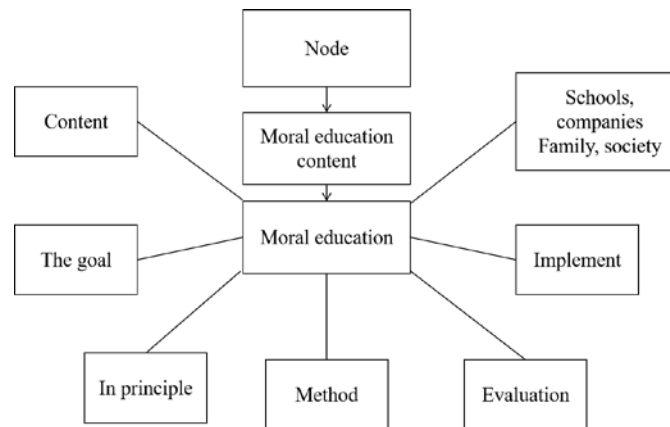 Node
Content
Moral education
content
Schools,
companies
Family, society
The goal
Moral education
Implement
In principle
Method
Evaluation